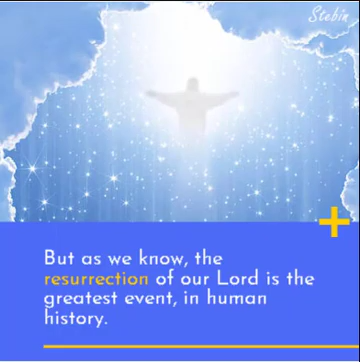 Stebin
But as we know, the
resurrection of our Lord is the
greatest event, in human
history.